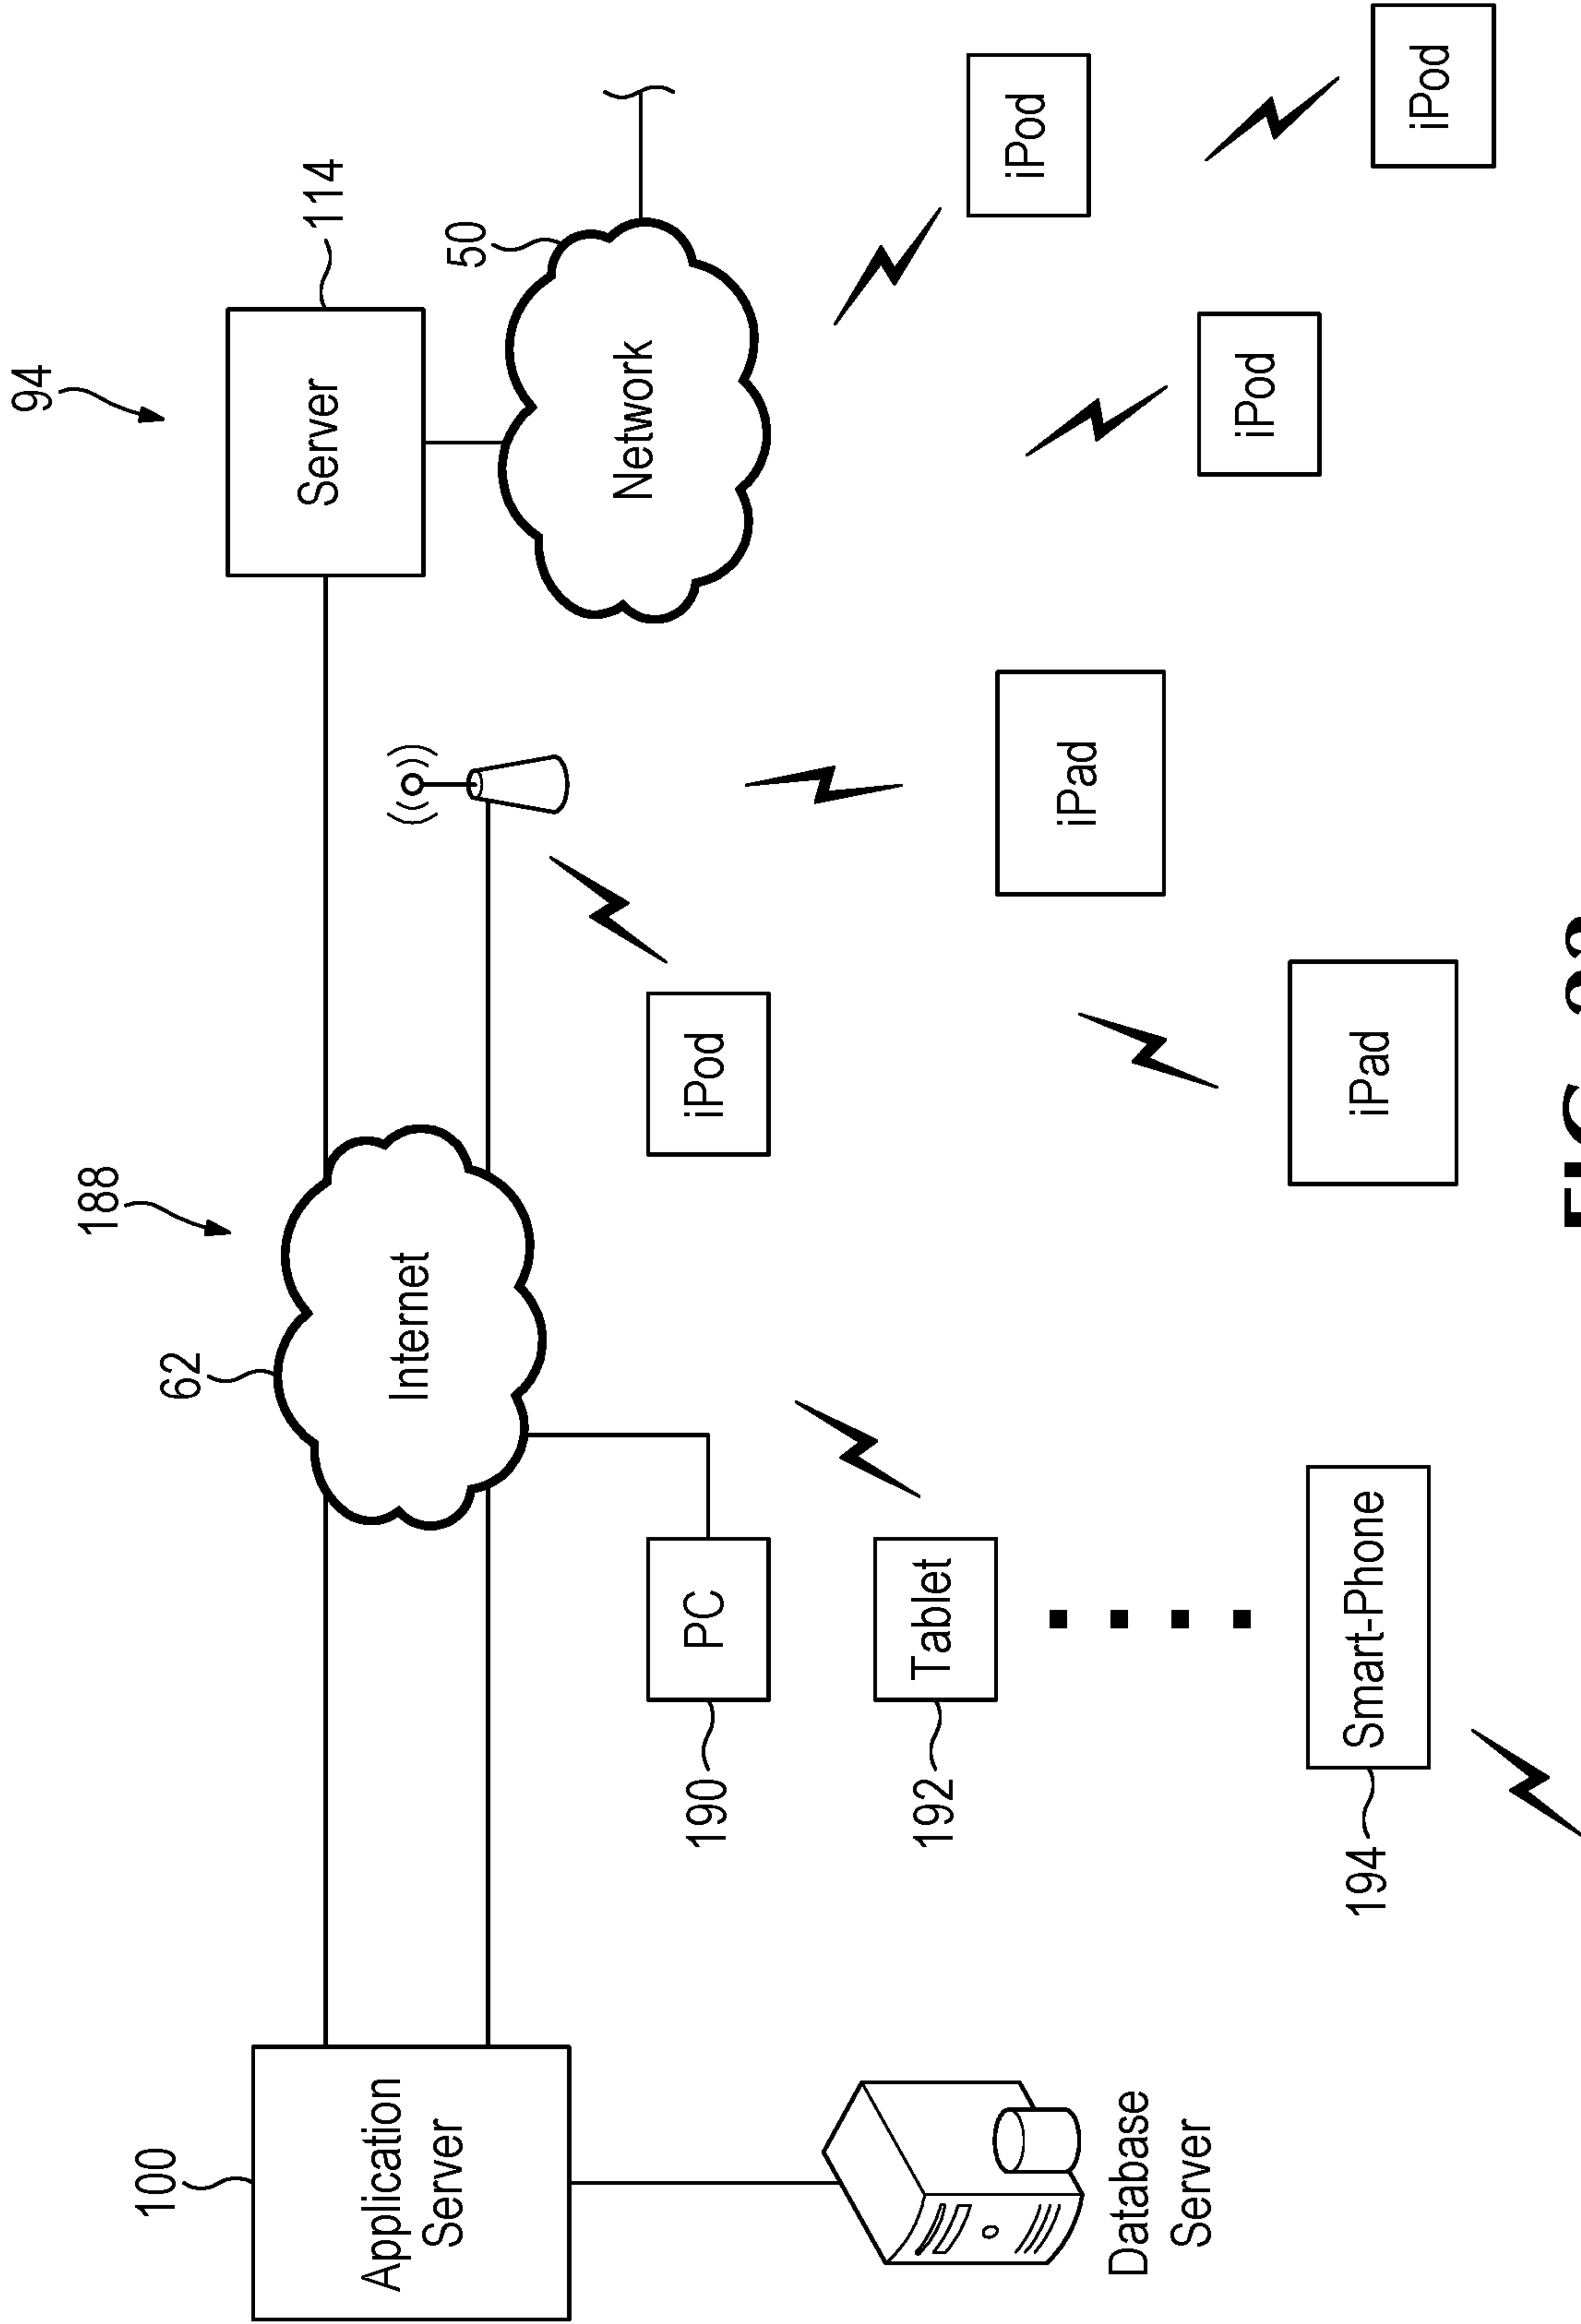 94
188
100
62
114
Server
Internet
Application
Server
50
Network
PC
190
iPod
Tablet
192
iPod
iPad
Database
Server
iPod
Smart-Phone
194
iPad
iPod
FIG.